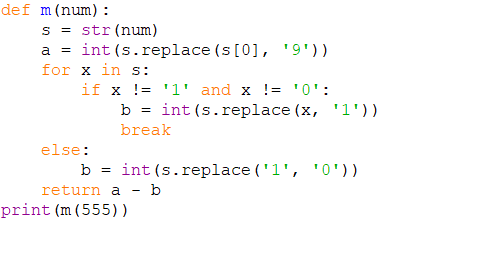 def m(num):
    s = str(num)
    a = int(s.replace(s[0], '9'))
    for x in s:
        if x != '1' and x != '0':
            b = int(s.replace(x, '1'))
            break
    else:
        b = int(s.replace('1', '0'))
    return a - b
print(m(555))